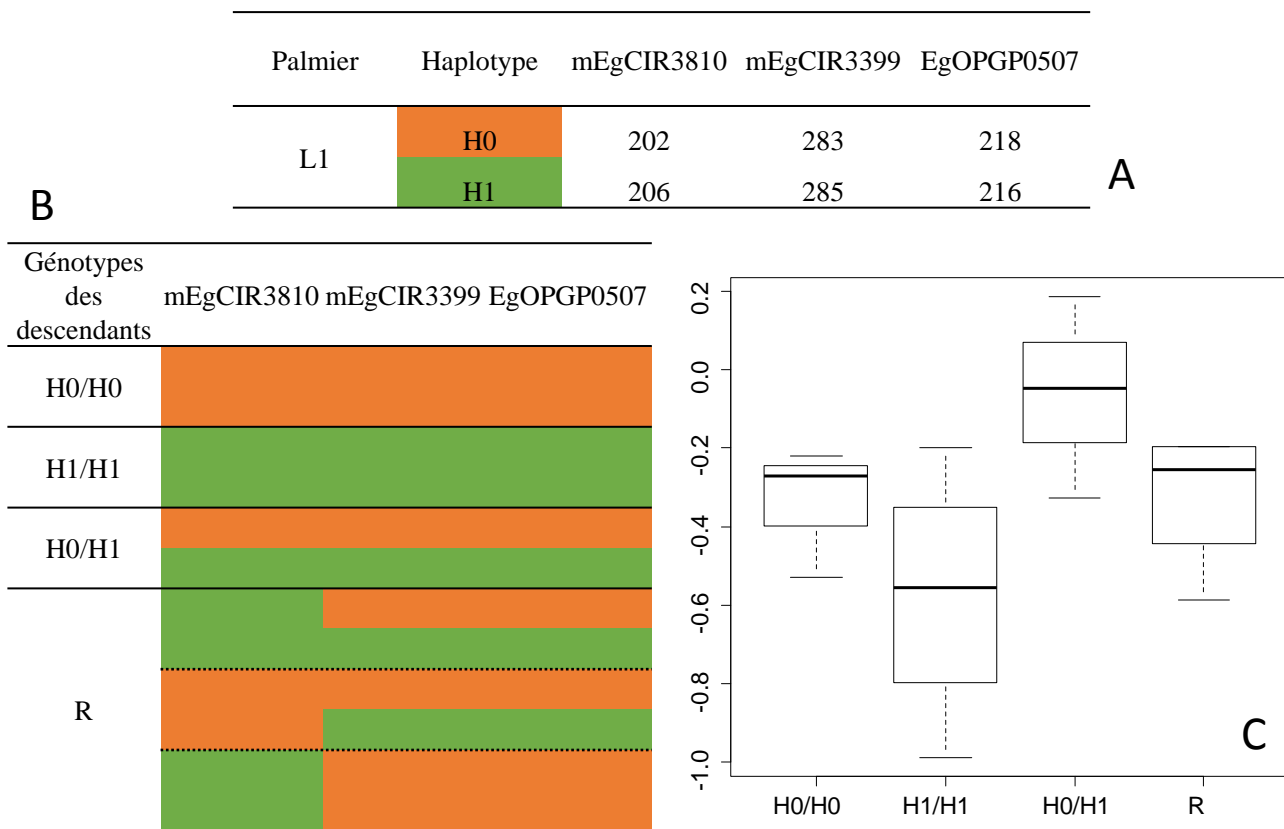 Palmier Haplotype mEgCIR3810 mEgCIR3399 EgOPGP0507
L1
H0 202 283 218
H1 206 285 216
A
B
Génotypes
des
descendants
mEgCIR3810 mEgCIR3399 EgOPGP0507
H0/H0
H1/H1
H0/H1
R
0.2
0.0
-0.2
-0.4
-0.6
-0.8
-1.0
H0/H0 H1/H1 H0/H1 R
C